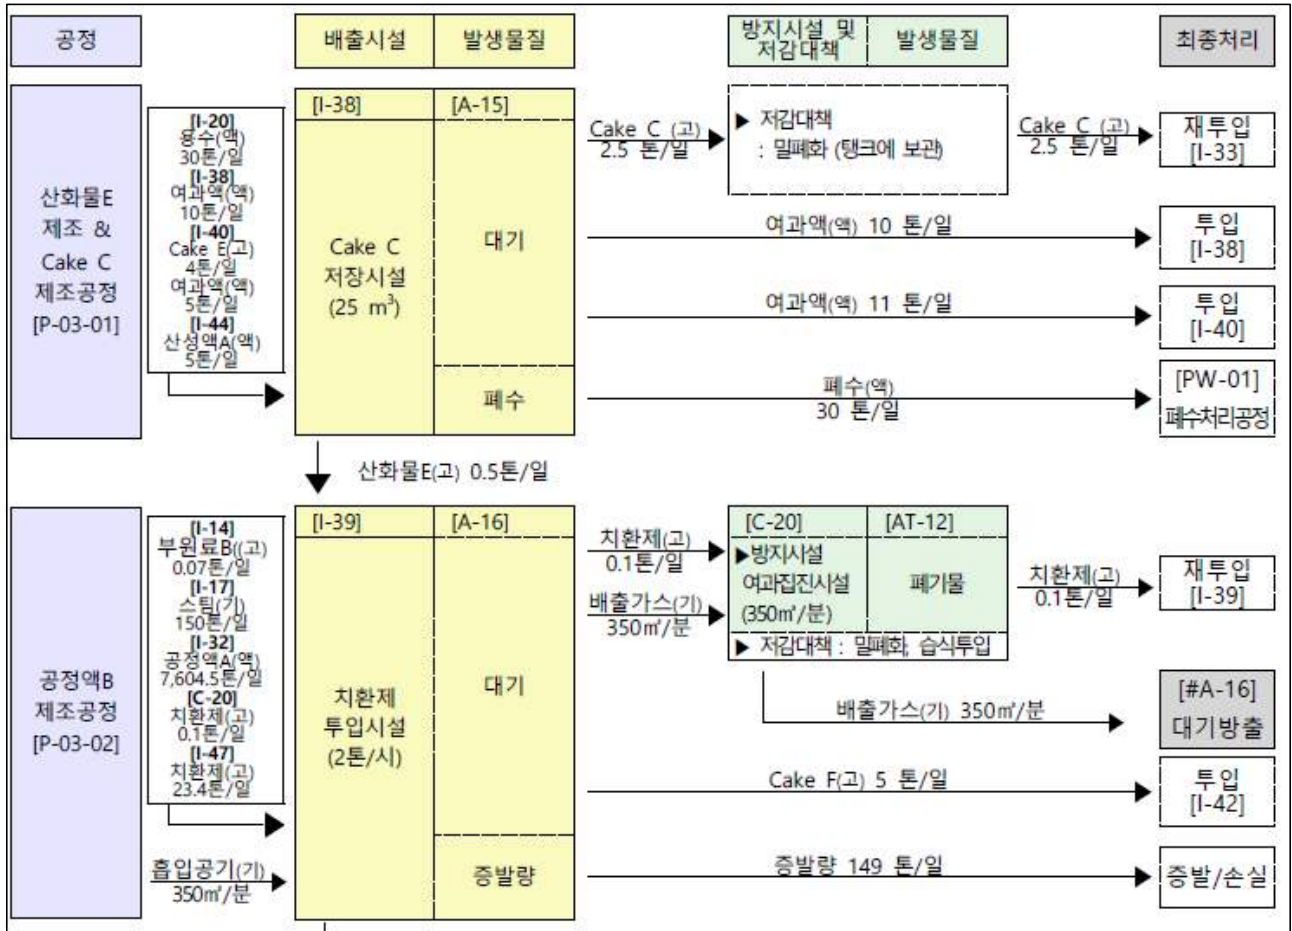 공정
배출시설
발생물질
방지시설 및
저감대책
발생물질
최종처리
산화물E
제조 &
Cake C
제조공정
[P-03-01]
[I-20]
용수(액)
30톤/일
[I-38]
여과액(액)
10톤/일
[I-40]
Cake E(고)
4톤/일
여과액(액)
5톤/일
[I-44]
산성액A(액)
5톤/일
[I-38]
Cake C
저장시설
(25 m³)
[A-15]
대기
폐수
Cake C (고)
2.5 톤/일
▶ 저감대책
: 밀폐화 (탱크에 보관)
Cake C (고)
2.5 톤/일
재투입
[I-33]
여과액(액) 10 톤/일
투입
[I-38]
여과액(액) 11 톤/일
투입
[I-40]
폐수(액)
30 톤/일
[PW-01]
폐수처리공정
산화물E(고) 0.5톤/일
공정액B
제조공정
[P-03-02]
[I-14]
부원료B((고)
0.07톤/일
[I-17]
스팀(기)
150톤/일
[I-32]
공정액A(액)
7,604.5톤/일
[C-20]
치환제(고)
0.1톤/일
[I-47]
치환제(고)
23.4톤/일
흡입공기(기)
350㎥/분
[I-39]
치환제
투입시설
(2톤/시)
[A-16]
대기
증발량
치환제(고)
0.1톤/일
배출가스(기)
350㎥/분
[C-20]
▶방지시설
여과집진시설
(350㎥/분)
[AT-12]
폐기물
▶ 저감대책 : 밀폐화, 습식투입
치환제(고)
0.1톤/일
재투입
[I-39]
배출가스(기) 350㎥/분
[#A-16]
대기방출
Cake F(고) 5 톤/일
투입
[I-42]
증발량 149 톤/일
증발/손실